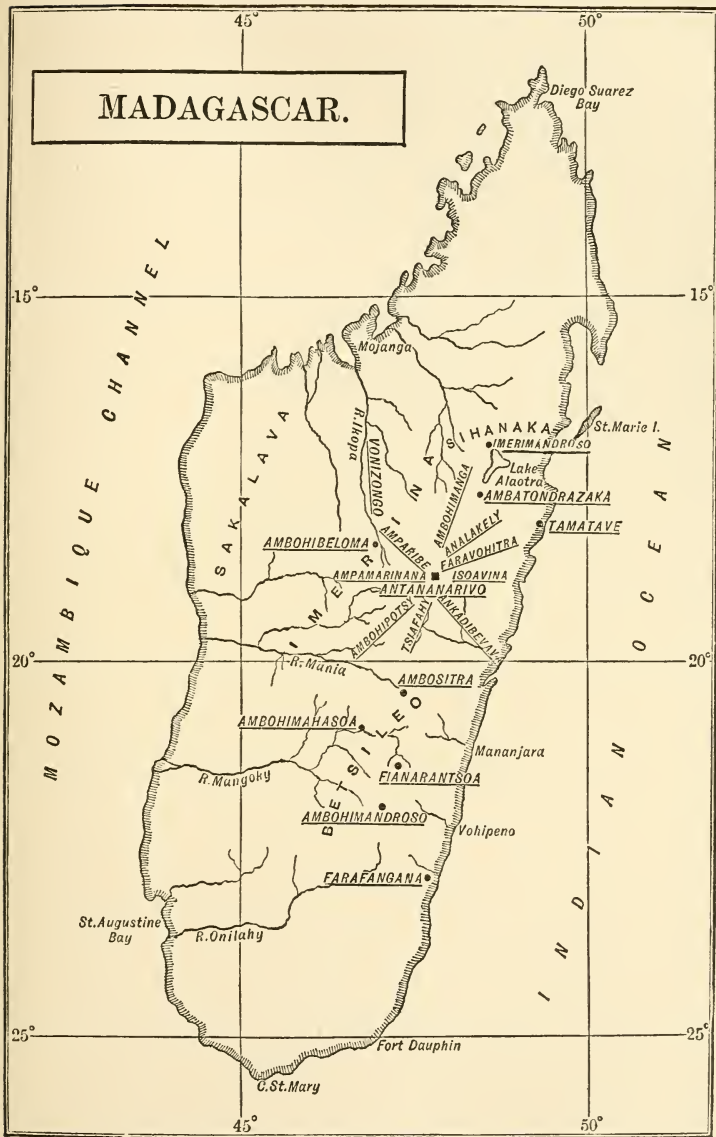 45°
50°
MADAGASCAR.
Diego Suarez
Bay
MOZAMBIQUE CHANNEL
15°
15°
Mojanga
SIHANAKA
St. Marie I.
IMERIMANDROSO
R. Ikopa
VONIZONGO
SAKALAVA
Lake
Alaotra
AMBOHIMANGA
AMBATONDRAZAKA
ANALAKELY
TAMATAVE
FARAVOHITRA
AMBOHIBELOMA
AMPARIBE
AMPAMARINANA
ISOAVINA
ANTANANARIVO
IMERINA
AMBOHIPOTSY
TSIAFAHY
ANKADIBEVAVA
INDIAN OCEAN
20°
20°
R. Mania
AMBOSITRA
AMBOHIMAHASOA
BETSILEO
Mananjara
R. Mangoky
FIANARANTSOA
AMBOHIMANDROSO
Vohipeno
FARAFANGANA
St. Augustine
Bay
R. Onilahy
25°
25°
Fort Dauphin
C. St. Mary
45°
50°